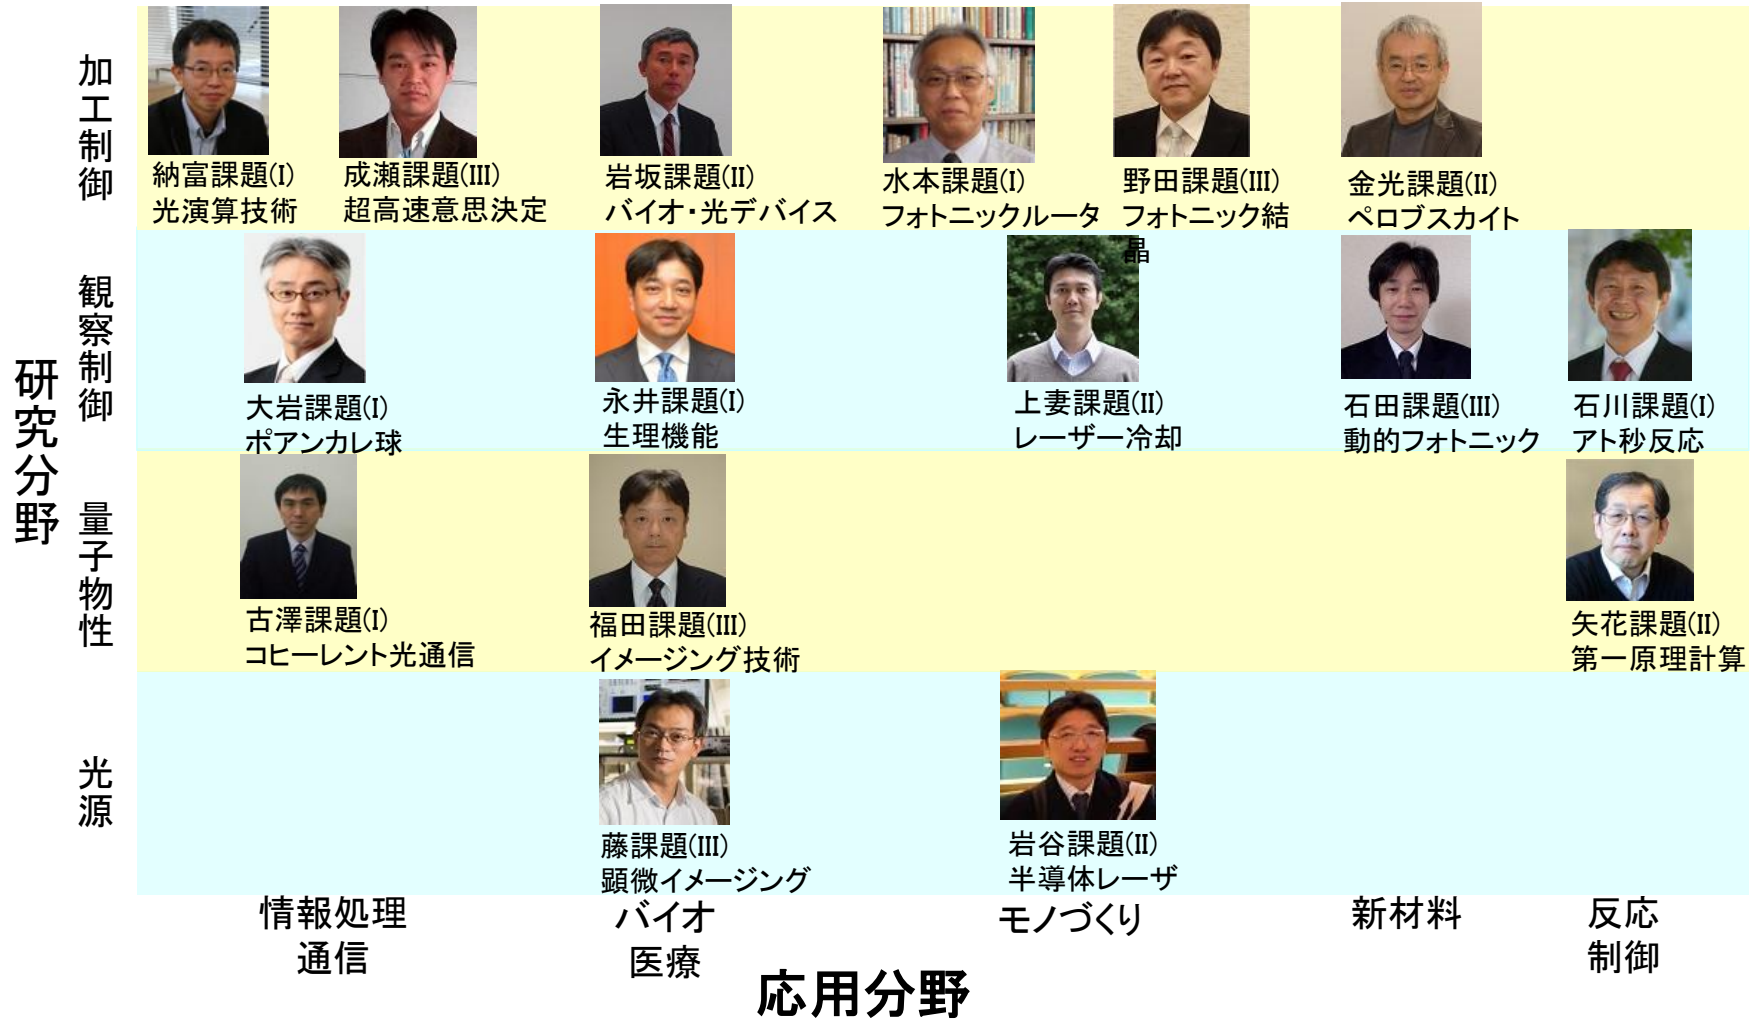 研究分野
加工制御
納富課題(I)
光演算技術
成瀬課題(III)
超高速意思決定
岩坂課題(II)
バイオ・光デバイス
水本課題(I)
フォトニックルータ
野田課題(III)
フォトニック結
晶
金光課題(II)
ペロブスカイト
観察制御
大岩課題(I)
ポアンカレ球
永井課題(I)
生理機能
上妻課題(II)
レーザー冷却
石田課題(III)
動的フォトニック
石川課題(I)
アト秒反応
量子物性
古澤課題(I)
コヒーレント光通信
福田課題(III)
イメージング技術
矢花課題(II)
第一原理計算
光源
藤課題(III)
顕微イメージング
岩谷課題(II)
半導体レーザ
情報処理
通信
バイオ
医療
モノづくり
新材料
反応
制御
応用分野